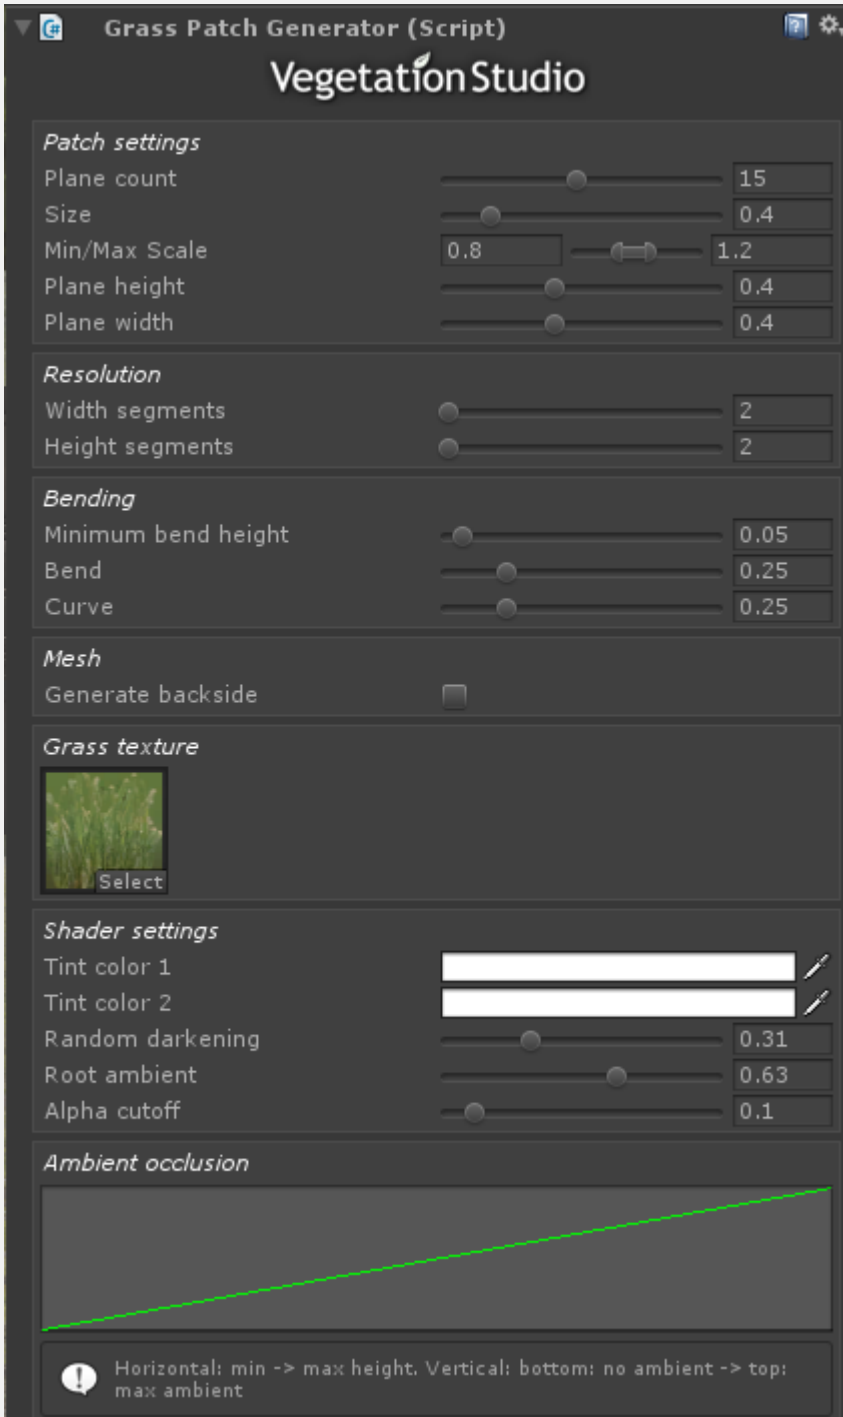 Grass Patch Generator (Script)
Vegetation Studio
Patch settings
Plane count 15
Size 0.4
Min/Max Scale 0.8 1.2
Plane height 0.4
Plane width 0.4
Resolution
Width segments 2
Height segments 2
Bending
Minimum bend height 0.05
Bend 0.25
Curve 0.25
Mesh
Generate backside
Grass texture
Select
Shader settings
Tint color 1
Tint color 2
Random darkening 0.31
Root ambient 0.63
Alpha cutoff 0.1
Ambient occlusion
Horizontal: min -> max height. Vertical: bottom: no ambient -> top:
max ambient